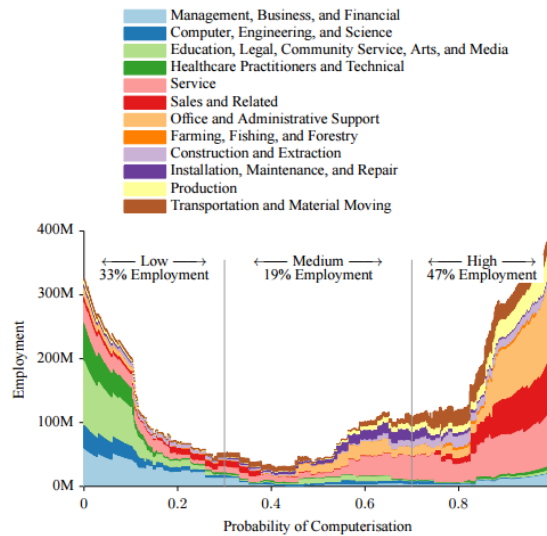 Management, Business, and Financial
Computer, Engineering, and Science
Education, Legal, Community Service, Arts, and Media
Healthcare Practitioners and Technical
Service
Sales and Related
Office and Administrative Support
Farming, Fishing, and Forestry
Construction and Extraction
Installation, Maintenance, and Repair
Production
Transportation and Material Moving
400M
Low
Medium
High
33% Employment
19% Employment
47% Employment
300M
200M
100M
0M
Employment
0
0.2
0.4
0.6
0.8
Probability of Computerisation